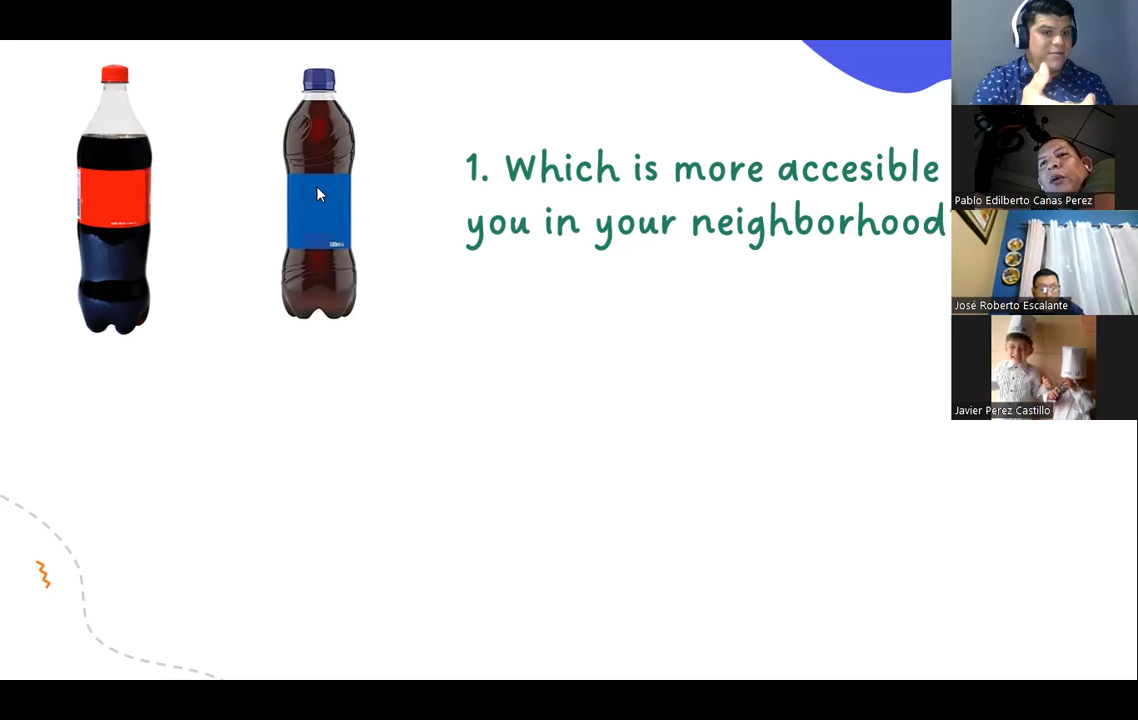 1. Which is more accesible
you in your neighborhood
500ml
Pablo Edilberto Canas Perez
José Roberto Escalante
Javier Perez Castillo